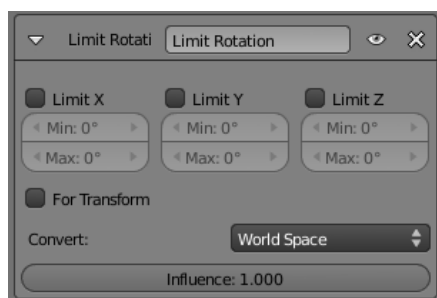 Limit Rotati Limit Rotation
Limit X Limit Y Limit Z
Min: 0° Min: 0° Min: 0°
Max: 0° Max: 0° Max: 0°
For Transform
Convert: World Space
Influence: 1.000